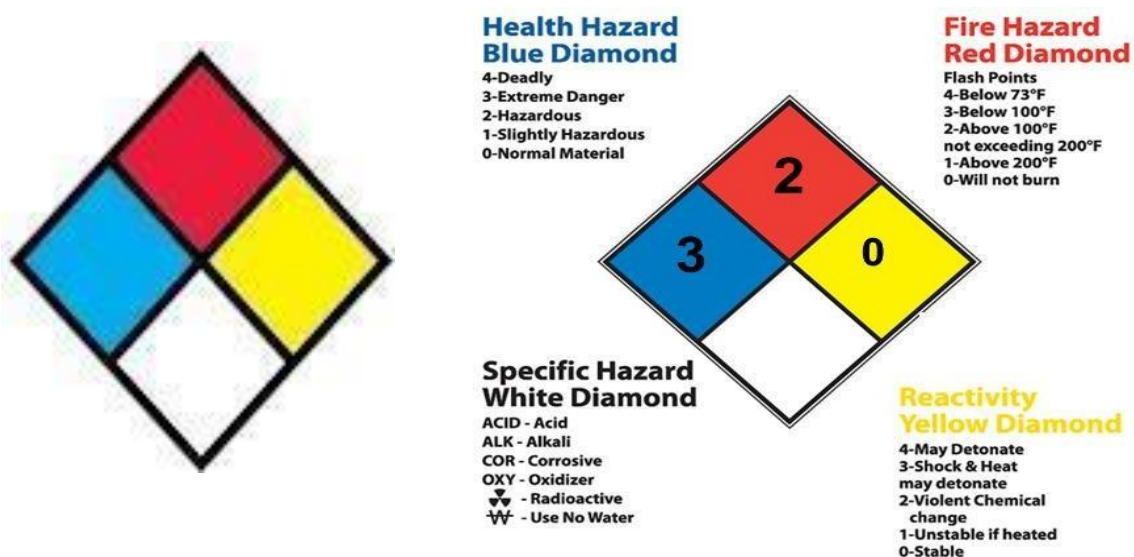 Health Hazard
Blue Diamond
4-Deadly
3-Extreme Danger
2-Hazardous
1-Slightly Hazardous
0-Normal Material
Fire Hazard
Red Diamond
Flash Points
4-Below 73°F
3-Below 100°F
2-Above 100°F
not exceeding 200°F
1-Above 200°F
0-Will not burn
2
3
0
Specific Hazard
White Diamond
ACID - Acid
ALK - Alkali
COR - Corrosive
OXY - Oxidizer
- Radioactive
W - Use No Water
Reactivity
Yellow Diamond
4-May Detonate
3-Shock & Heat
may detonate
2-Violent Chemical
change
1-Unstable if heated
0-Stable